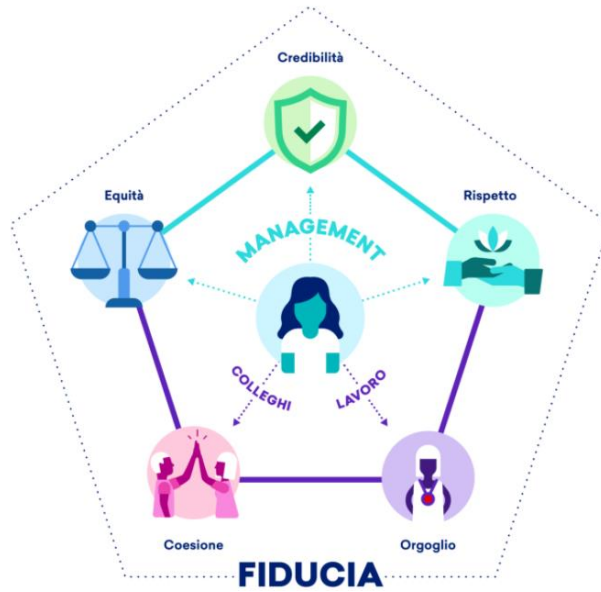 Credibilità
Equità
Rispetto
MANAGEMENT
COLLEGHI
LAVORO
Coesione
Orgoglio
FIDUCIA